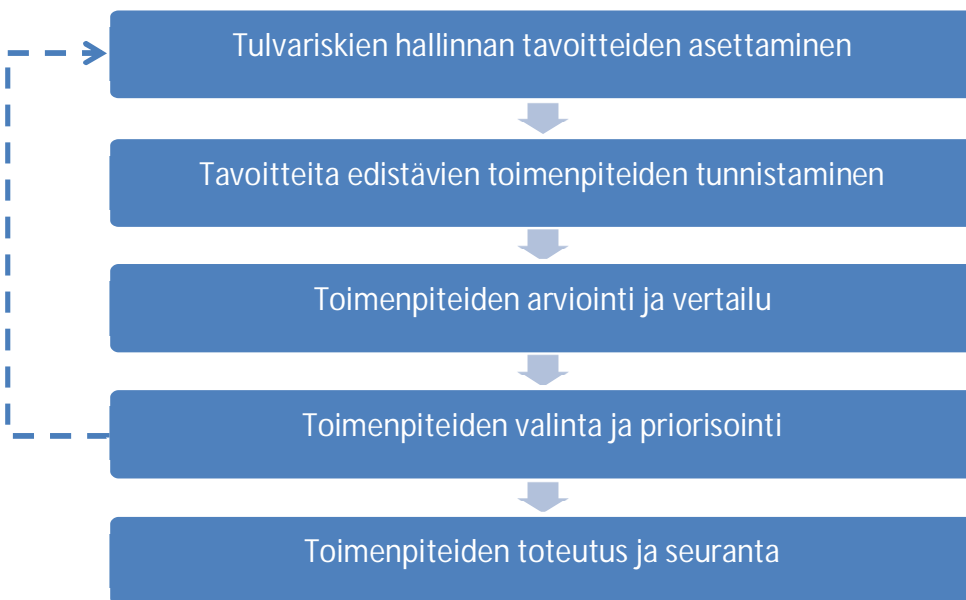 Tulvariskien hallinnan tavoitteiden asettaminen
Tavoitteita edistävien toimenpiteiden tunnistaminen
Toimenpiteiden arviointi ja vertailu
Toimenpiteiden valinta ja priorisointi
Toimenpiteiden toteutus ja seuranta